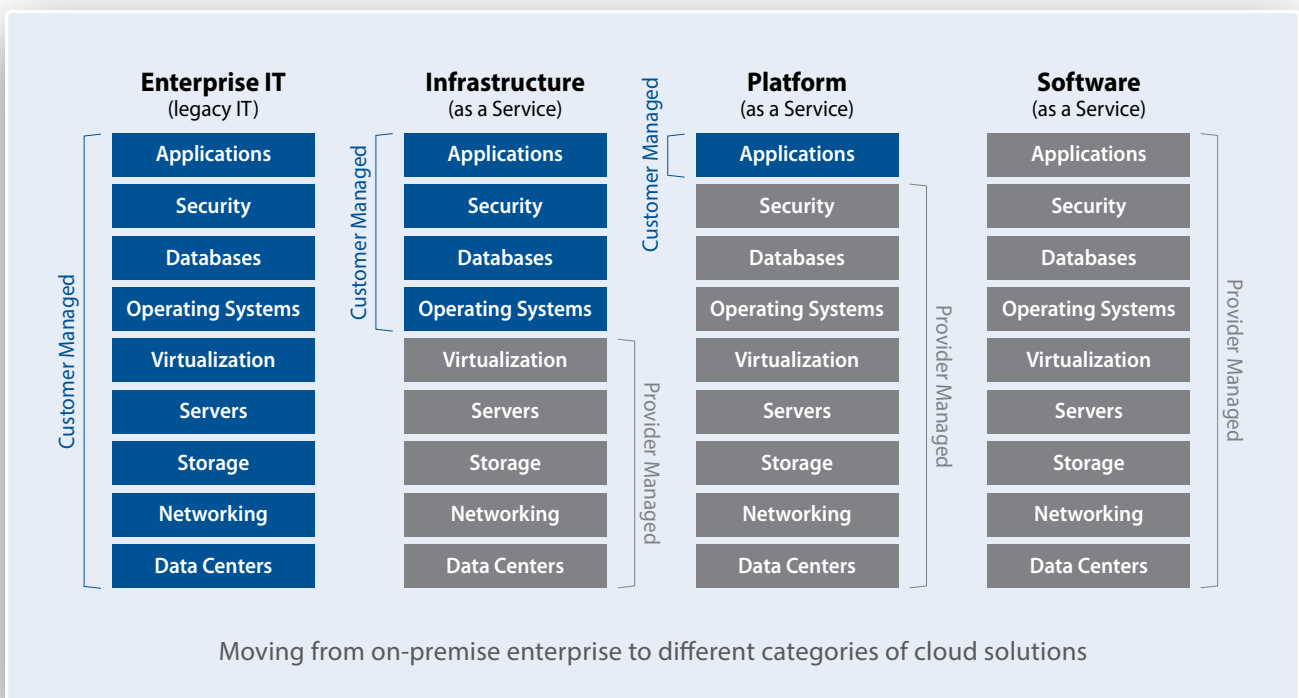 Enterprise IT
(legacy IT)
Customer Managed
Applications
Security
Databases
Operating Systems
Virtualization
Servers
Storage
Networking
Data Centers
Infrastructure
(as a Service)
Customer Managed
Applications
Security
Databases
Operating Systems
Virtualization
Servers
Storage
Networking
Data Centers
Provider Managed
Platform
(as a Service)
Customer Managed
Applications
Security
Databases
Operating Systems
Virtualization
Servers
Storage
Networking
Data Centers
Provider Managed
Software
(as a Service)
Applications
Security
Databases
Operating Systems
Virtualization
Servers
Storage
Networking
Data Centers
Provider Managed
Moving from on-premise enterprise to different categories of cloud solutions